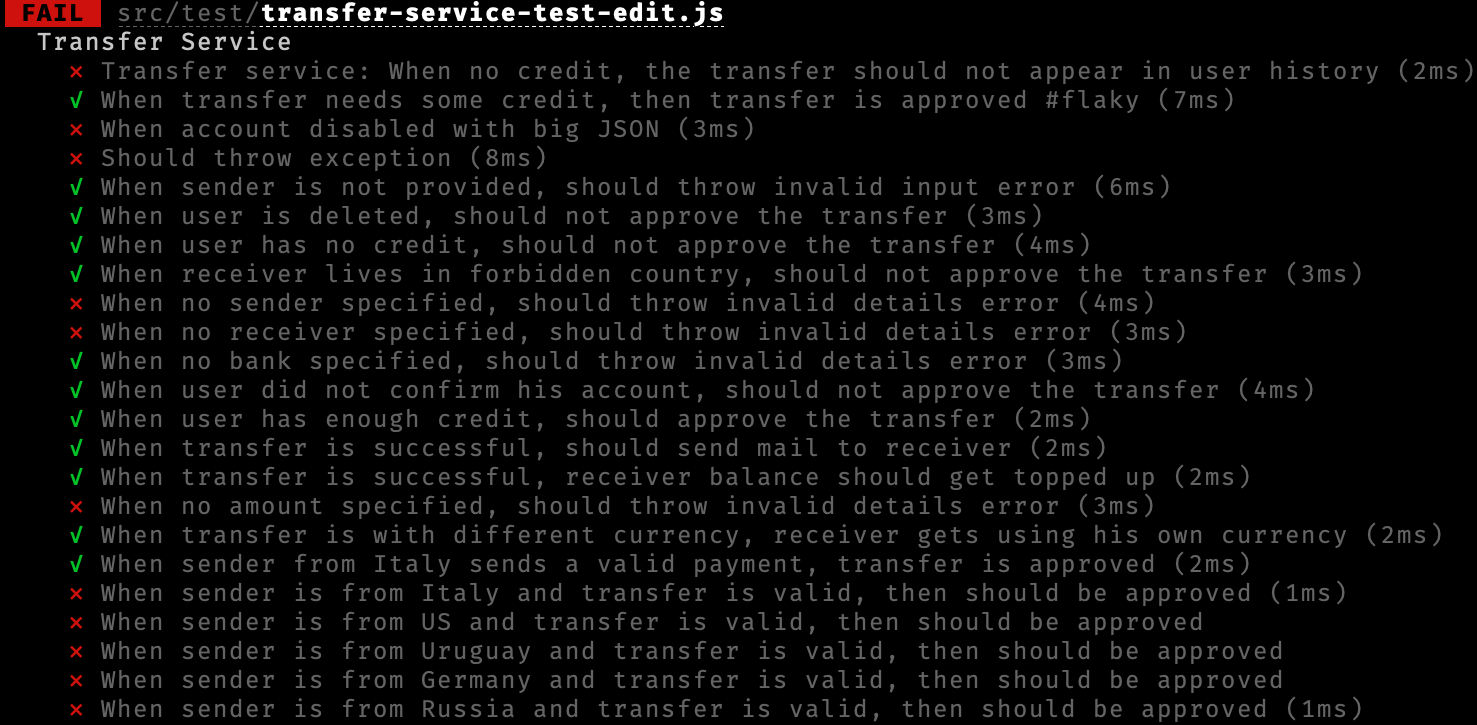 FAIL src/test/transfer-service-test-edit.js
Transfer Service
× Transfer service: When no credit, the transfer should not appear in user history (2ms)
√ When transfer needs some credit, then transfer is approved #flaky (7ms)
× When account disabled with big JSON (3ms)
× Should throw exception (8ms)
√ When sender is not provided, should throw invalid input error (6ms)
√ When user is deleted, should not approve the transfer (3ms)
√ When user has no credit, should not approve the transfer (4ms)
√ When receiver lives in forbidden country, should not approve the transfer (3ms)
× When no sender specified, should throw invalid details error (4ms)
× When no receiver specified, should throw invalid details error (3ms)
√ When no bank specified, should throw invalid details error (3ms)
√ When user did not confirm his account, should not approve the transfer (4ms)
√ When user has enough credit, should approve the transfer (2ms)
√ When transfer is successful, should send mail to receiver (2ms)
√ When transfer is successful, receiver balance should get topped up (2ms)
× When no amount specified, should throw invalid details error (3ms)
√ When transfer is with different currency, receiver gets using his own currency (2ms)
√ When sender from Italy sends a valid payment, transfer is approved (2ms)
× When sender is from Italy and transfer is valid, then should be approved (1ms)
× When sender is from US and transfer is valid, then should be approved
× When sender is from Uruguay and transfer is valid, then should be approved
× When sender is from Germany and transfer is valid, then should be approved
× When sender is from Russia and transfer is valid, then should be approved (1ms)